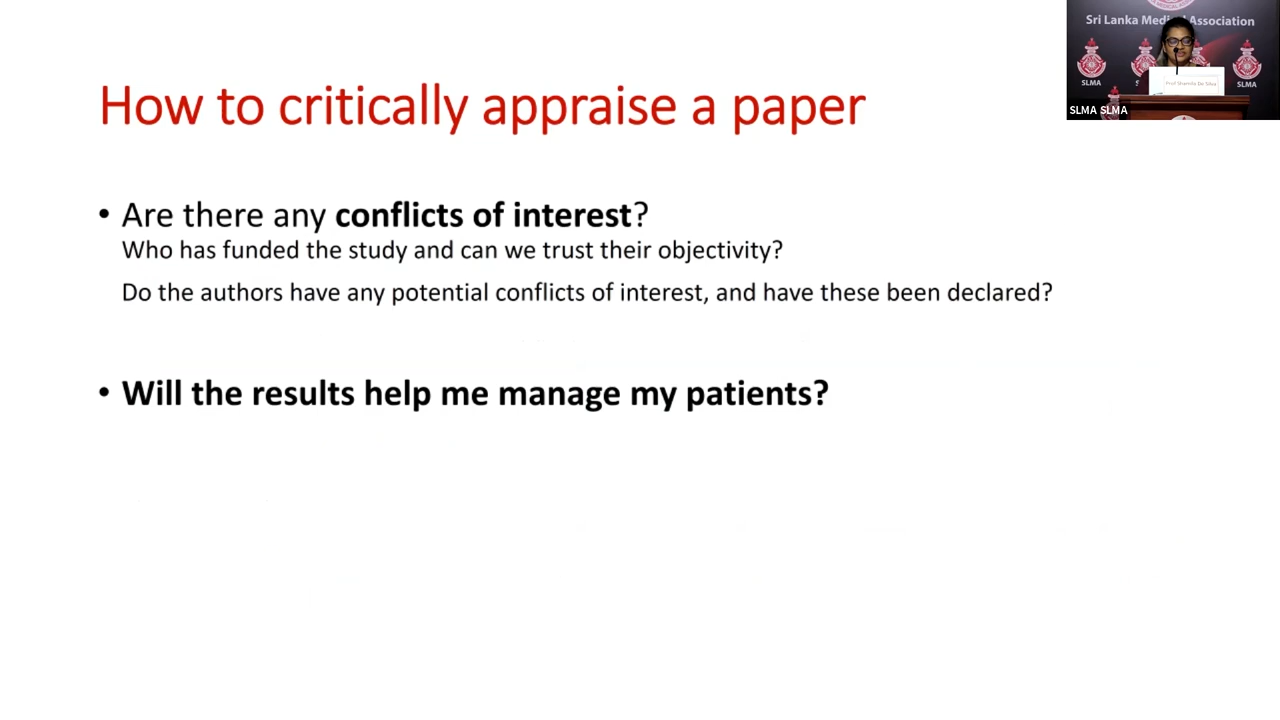 Sri Lanka Medical Association
SLMA
SLMA
SLMA SLMA
How to critically appraise a paper
• Are there any conflicts of interest?
Who has funded the study and can we trust their objectivity?
Do the authors have any potential conflicts of interest, and have these been declared?
• Will the results help me manage my patients?